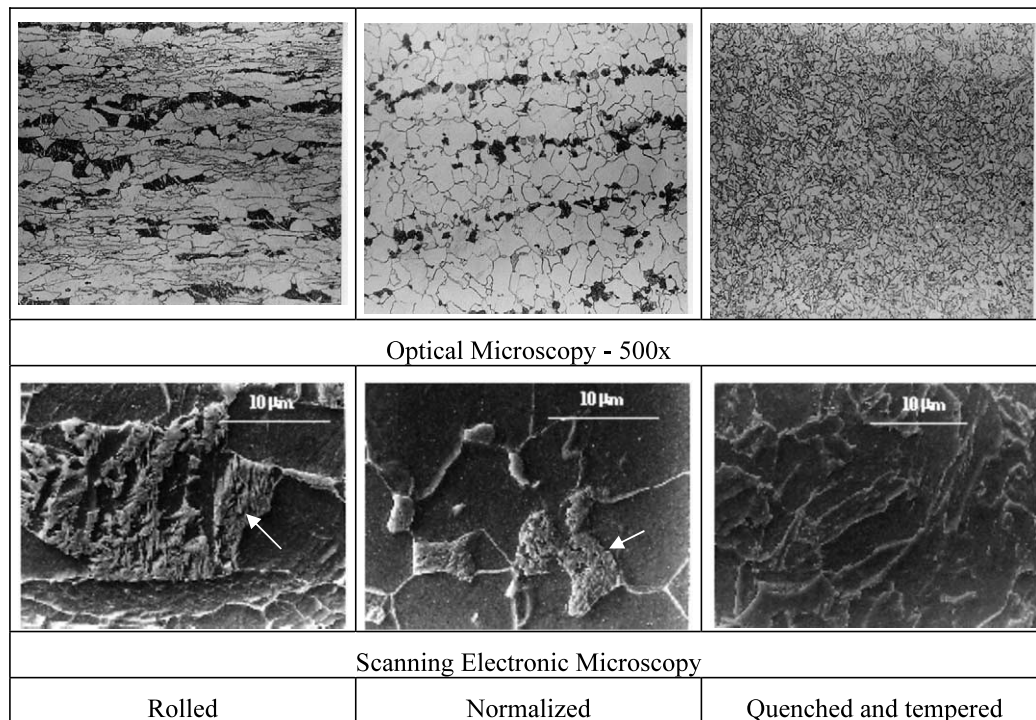 Optical Microscopy - 500x
10 µm
10 µm
10 µm
Scanning Electronic Microscopy
Rolled
Normalized
Quenched and tempered